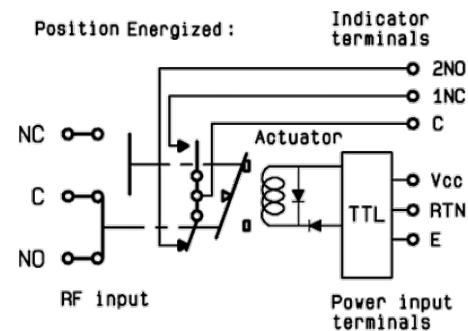 Position Energized :
Indicator
terminals
2NO
1NC
C
NC
Actuator
C
Vcc
TTL
RTN
E
NO
RF input
Power input
terminals